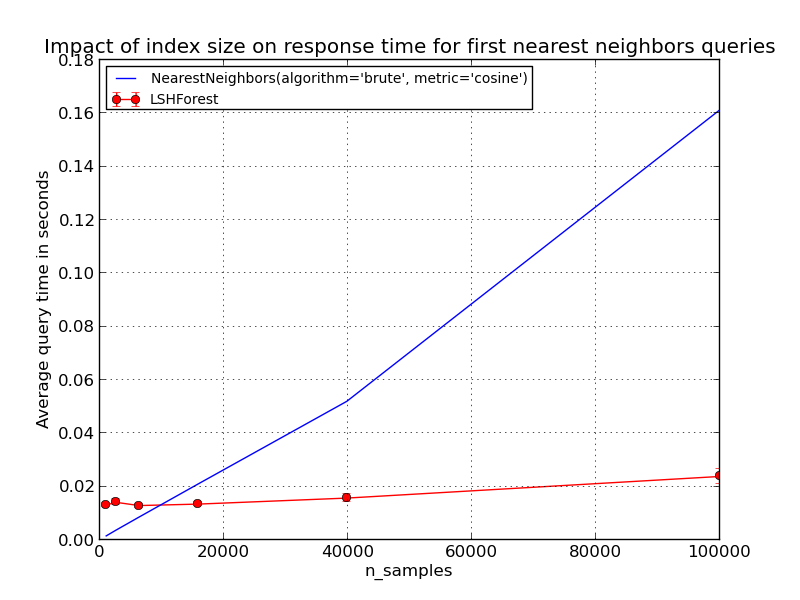 Impact of index size on response time for first nearest neighbors queries
0.18
NearestNeighbors(algorithm='brute', metric='cosine')
LSHForest
0.16
0.14
0.12
0.10
0.08
0.06
0.04
0.02
0.00
Average query time in seconds
0 20000 40000 60000 80000 100000
n_samples